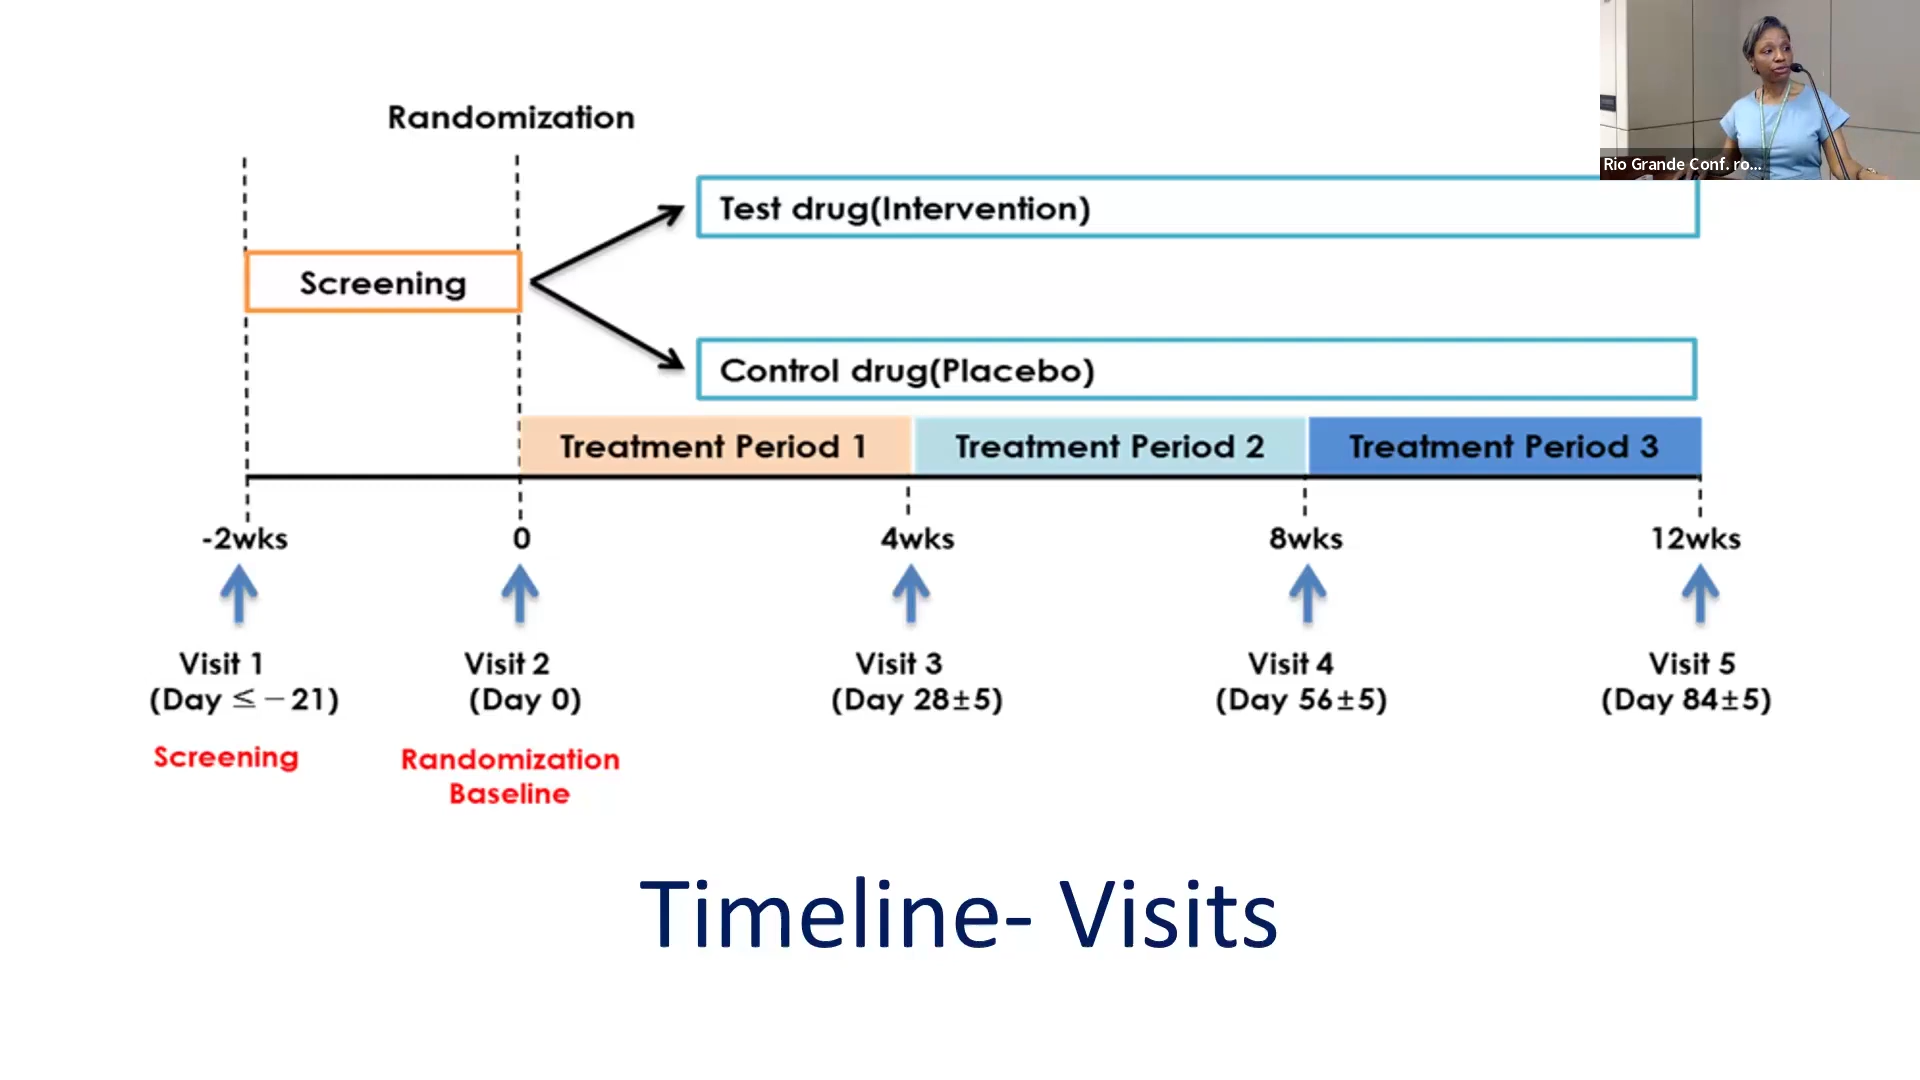 Rio Grande Conf. ro...
Randomization
Test drug(Intervention)
Screening
Control drug(Placebo)
Treatment Period 1
Treatment Period 2
Treatment Period 3
-2wks
0
4wks
8wks
12wks
Visit 1
(Day ≤ −21)
Screening
Visit 2
(Day 0)
Randomization
Baseline
Visit 3
(Day 28±5)
Visit 4
(Day 56±5)
Visit 5
(Day 84±5)
Timeline- Visits